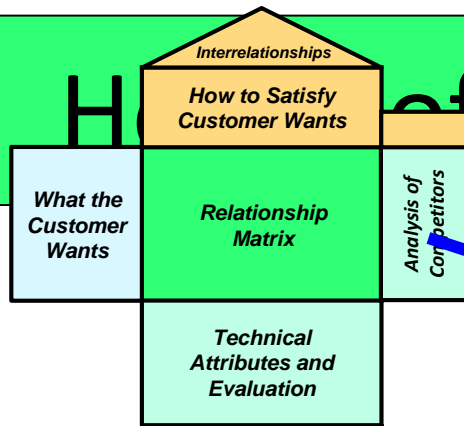 Interrelationships
How to Satisfy
Customer Wants
What the
Customer
Wants
Relationship
Matrix
Analysis of
Competitors
Technical
Attributes and
Evaluation